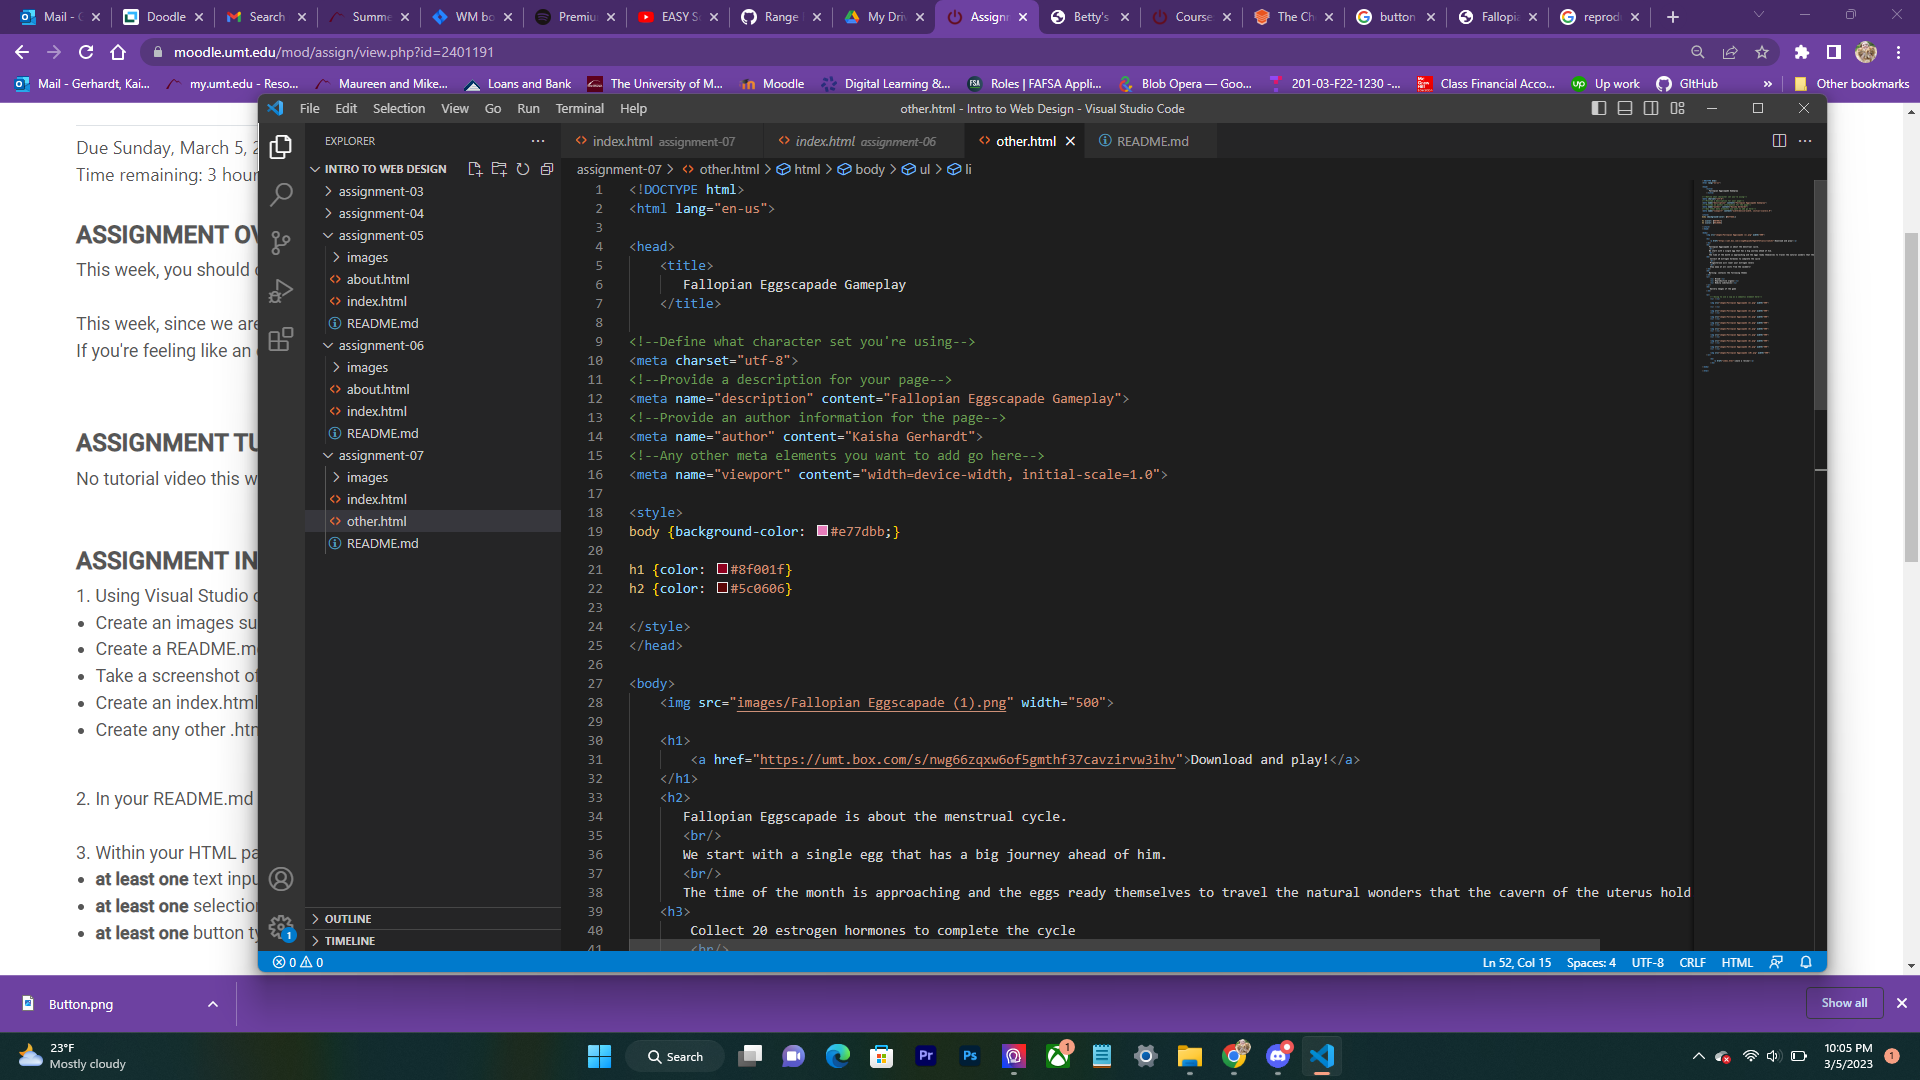 Mail - G
Doodle
Search
Summe
WM bo
Premiu
EASY S
Range
My Driv
Assignm
Betty's
Course
The Ch
button
Fallopi
reprod
moodle.umt.edu/mod/assign/view.php?id=2401191
Mail - Gerhardt, Kai...
my.umt.edu - Reso...
Maureen and Mike...
Loans and Bank
The University of M...
Moodle
Digital Learning &...
Roles | FAFSA Appli...
Blob Opera — Goo...
201-03-F22-1230 -...
Class Financial Acco...
Up work
GItHub
»
Other bookmarks
File Edit Selection View Go Run Terminal Help
other.html - Intro to Web Design - Visual Studio Code
Due Sunday, March 5, 2
Time remaining: 3 hour
ASSIGNMENT OV
This week, you should
This week, since we are
If you're feeling like an
ASSIGNMENT TU
No tutorial video this w
ASSIGNMENT IN
1. Using Visual Studio
• Create an images su
• Create a README.m
• Take a screenshot of
• Create an index.html
• Create any other .htm
2. In your README.md
3. Within your HTML pa
• at least one text inpu
• at least one selection
• at least one button ty
EXPLORER
INTRO TO WEB DESIGN
assignment-03
assignment-04
assignment-05
images
about.html
index.html
README.md
assignment-06
images
about.html
index.html
README.md
assignment-07
images
index.html
other.html
README.md
OUTLINE
TIMELINE
index.html assignment-07
index.html assignment-06
other.html
README.md
assignment-07 > other.html > html > body > ul > li
1 <!DOCTYPE html>
2 <html lang="en-us">
3
4 <head>
5 <title>
6 Fallopian Eggscapade Gameplay
7 </title>
8
9 <!--Define what character set you're using-->
10 <meta charset="utf-8">
11 <!--Provide a description for your page-->
12 <meta name="description" content="Fallopian Eggscapade Gameplay">
13 <!--Provide an author information for the page-->
14 <meta name="author" content="Kaisha Gerhardt">
15 <!--Any other meta elements you want to add go here-->
16 <meta name="viewport" content="width=device-width, initial-scale=1.0">
17
18 <style>
19 body {background-color: #e77dbb;}
20
21 h1 {color: #8f001f}
22 h2 {color: #5c0606}
23
24 </style>
25 </head>
26
27 <body>
28 <img src="images/Fallopian Eggscapade (1).png" width="500">
29
30 <h1>
31 <a href="https://umt.box.com/s/nwg66zqxw6of5gmthf37cavzirvw3ihv">Download and play!</a>
32 </h1>
33 <h2>
34 Fallopian Eggscapade is about the menstrual cycle.
35 <br/>
36 We start with a single egg that has a big journey ahead of him.
37 <br/>
38 The time of the month is approaching and the eggs ready themselves to travel the natural wonders that the cavern of the uterus hold
39 <h3>
40 Collect 20 estrogen hormones to complete the cycle
41 <br/>
0 0
Ln 52, Col 15 Spaces: 4 UTF-8 CRLF HTML
Button.png
Show all
23°F
Mostly cloudy
Search
Pr
Ps
1
10:05 PM
3/5/2023
1